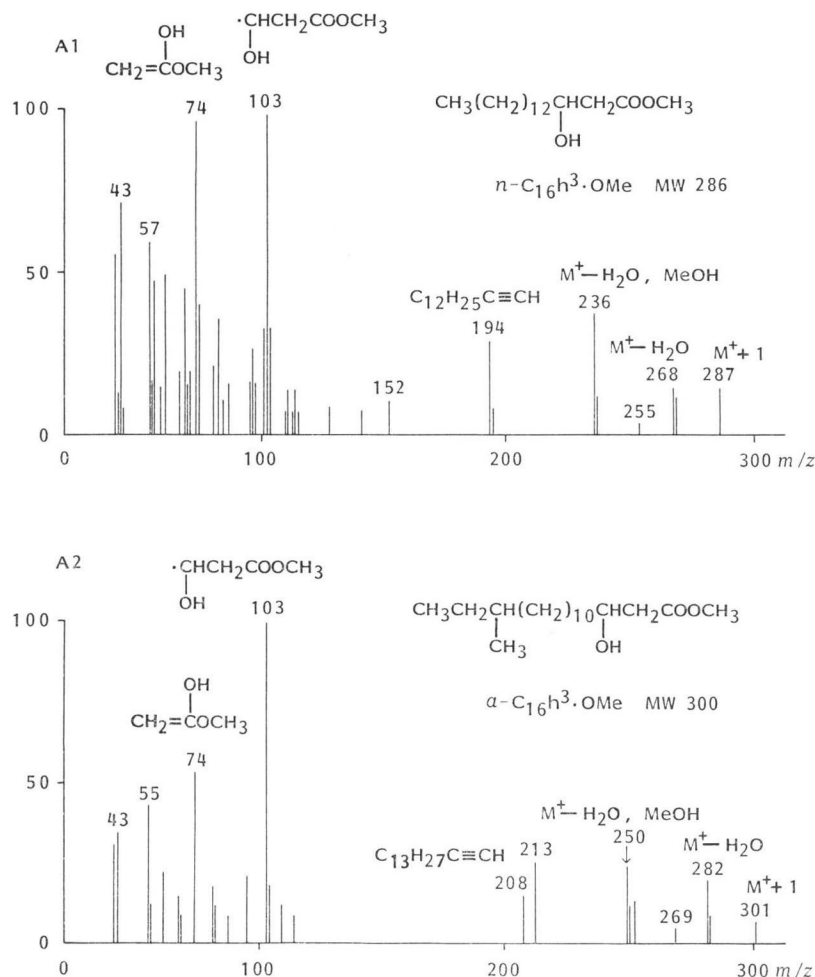 A1
OH
CH2=COCH3
·CHCH2COOCH3
OH
CH3(CH2)12CHCH2COOCH3
OH
n-C16h3·OMe MW 286
100
50
0
43
57
74
103
152
C12H25C≡CH
194
M+—H2O, MeOH
236
255
M+—H2O
268
M+ + 1
287
0 100 200 300 m/z
A2
·CHCH2COOCH3
OH
OH
CH2=COCH3
CH3CH2CH(CH2)10CHCH2COOCH3
CH3 OH
a-C16h3·OMe MW 300
100
50
0
43
55
74
103
C13H27C≡CH
208
213
M+—H2O, MeOH
250
269
M+—H2O
282
M+ + 1
301
0 100 200 300 m/z